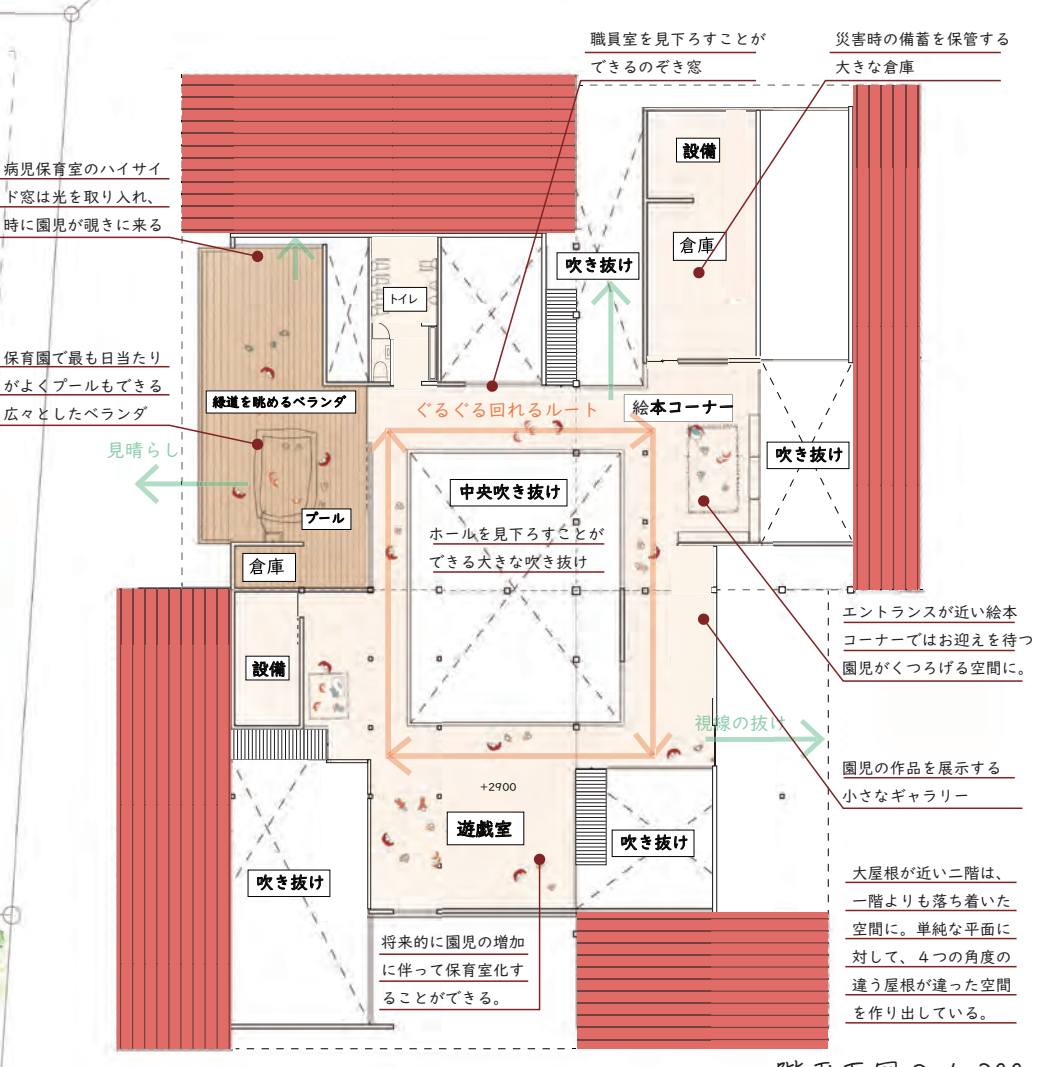 職員室を見下ろすことが
できるのぞき窓
災害時の備蓄を保管する
大きな倉庫
設備
病児保育室のハイサイ
ド窓は光を取り入れ、
時に園児が覗きに来る
倉庫
吹き抜け
トイレ
保育園で最も日当たり
がよくプールもできる
広々としたベランダ
緑道を眺めるベランダ
ぐるぐる回れるルート
絵本コーナー
見晴らし
吹き抜け
中央吹き抜け
プール
ホールを見下ろすことが
できる大きな吹き抜け
倉庫
エントランスが近い絵本
コーナーではお迎えを待つ
園児がくつろげる空間に。
設備
視線の抜け
園児の作品を展示する
小さなギャラリー
+2900
遊戯室
吹き抜け
吹き抜け
大屋根が近い二階は、
一階よりも落ち着いた
空間に。単純な平面に
対して、4つの角度の
違う屋根が違った空間
を作り出している。
将来的に園児の増加
に伴って保育室化す
ることができる。